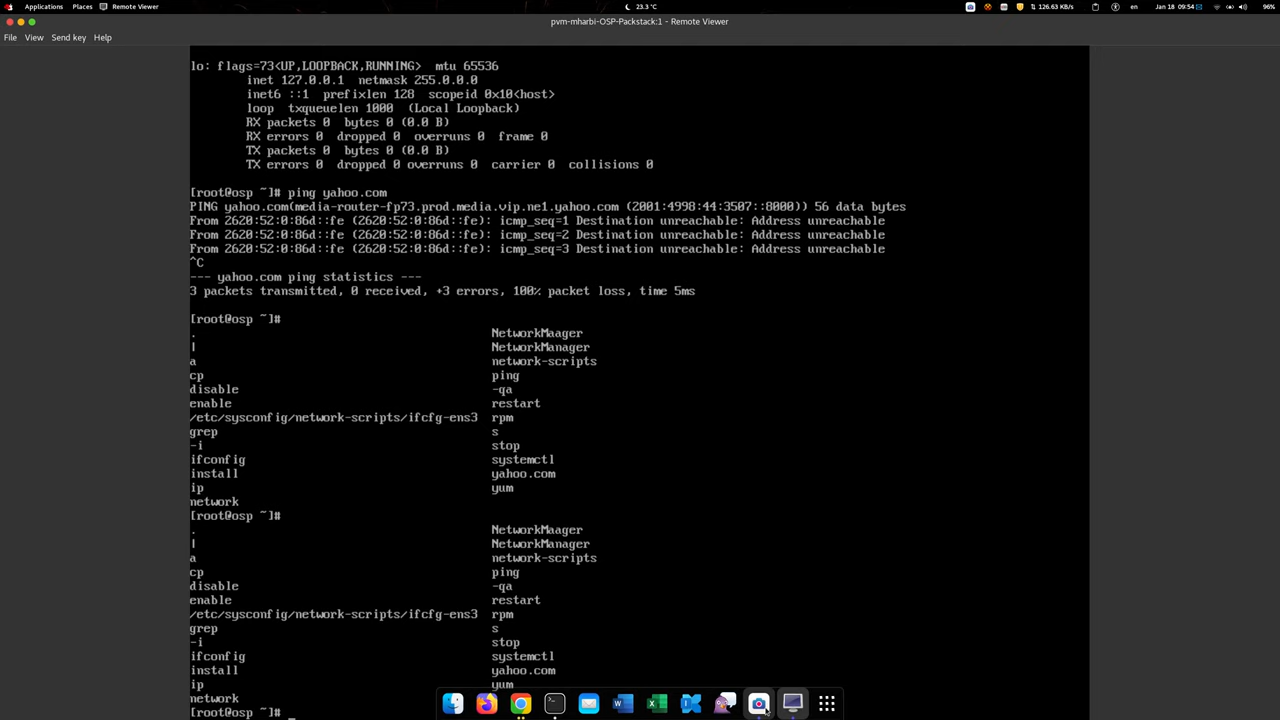 Applications Places Remote Viewer 23.3 °C 126.63 KB/s en Jan 18 09:54 96%
pvm-mharbi-OSP-Packstack:1 - Remote Viewer
File View Send key Help
lo: flags=73<UP,LOOPBACK,RUNNING> mtu 65536
inet 127.0.0.1 netmask 255.0.0.0
inet6 ::1 prefixlen 128 scopeid 0x10<host>
loop txqueuelen 1000 (Local Loopback)
RX packets 0 bytes 0 (0.0 B)
RX errors 0 dropped 0 overruns 0 frame 0
TX packets 0 bytes 0 (0.0 B)
TX errors 0 dropped 0 overruns 0 carrier 0 collisions 0
[root@osp ~]# ping yahoo.com
PING yahoo.com(media-router-fp73.prod.media.vip.ne1.yahoo.com (2001:4998:44:3507::8000)) 56 data bytes
From 2620:52:0:86d::fe (2620:52:0:86d::fe): icmp_seq=1 Destination unreachable: Address unreachable
From 2620:52:0:86d::fe (2620:52:0:86d::fe): icmp_seq=2 Destination unreachable: Address unreachable
From 2620:52:0:86d::fe (2620:52:0:86d::fe): icmp_seq=3 Destination unreachable: Address unreachable
^C
--- yahoo.com ping statistics ---
3 packets transmitted, 0 received, +3 errors, 100% packet loss, time 5ms
[root@osp ~]#
. NetworkMaager
| NetworkManager
a network-scripts
cp ping
disable -qa
enable restart
/etc/sysconfig/network-scripts/ifcfg-ens3 rpm
grep s
-i stop
ifconfig systemctl
install yahoo.com
ip yum
network
[root@osp ~]#
. NetworkMaager
| NetworkManager
a network-scripts
cp ping
disable -qa
enable restart
/etc/sysconfig/network-scripts/ifcfg-ens3 rpm
grep s
-i stop
ifconfig systemctl
install yahoo.com
ip yum
network
[root@osp ~]# _